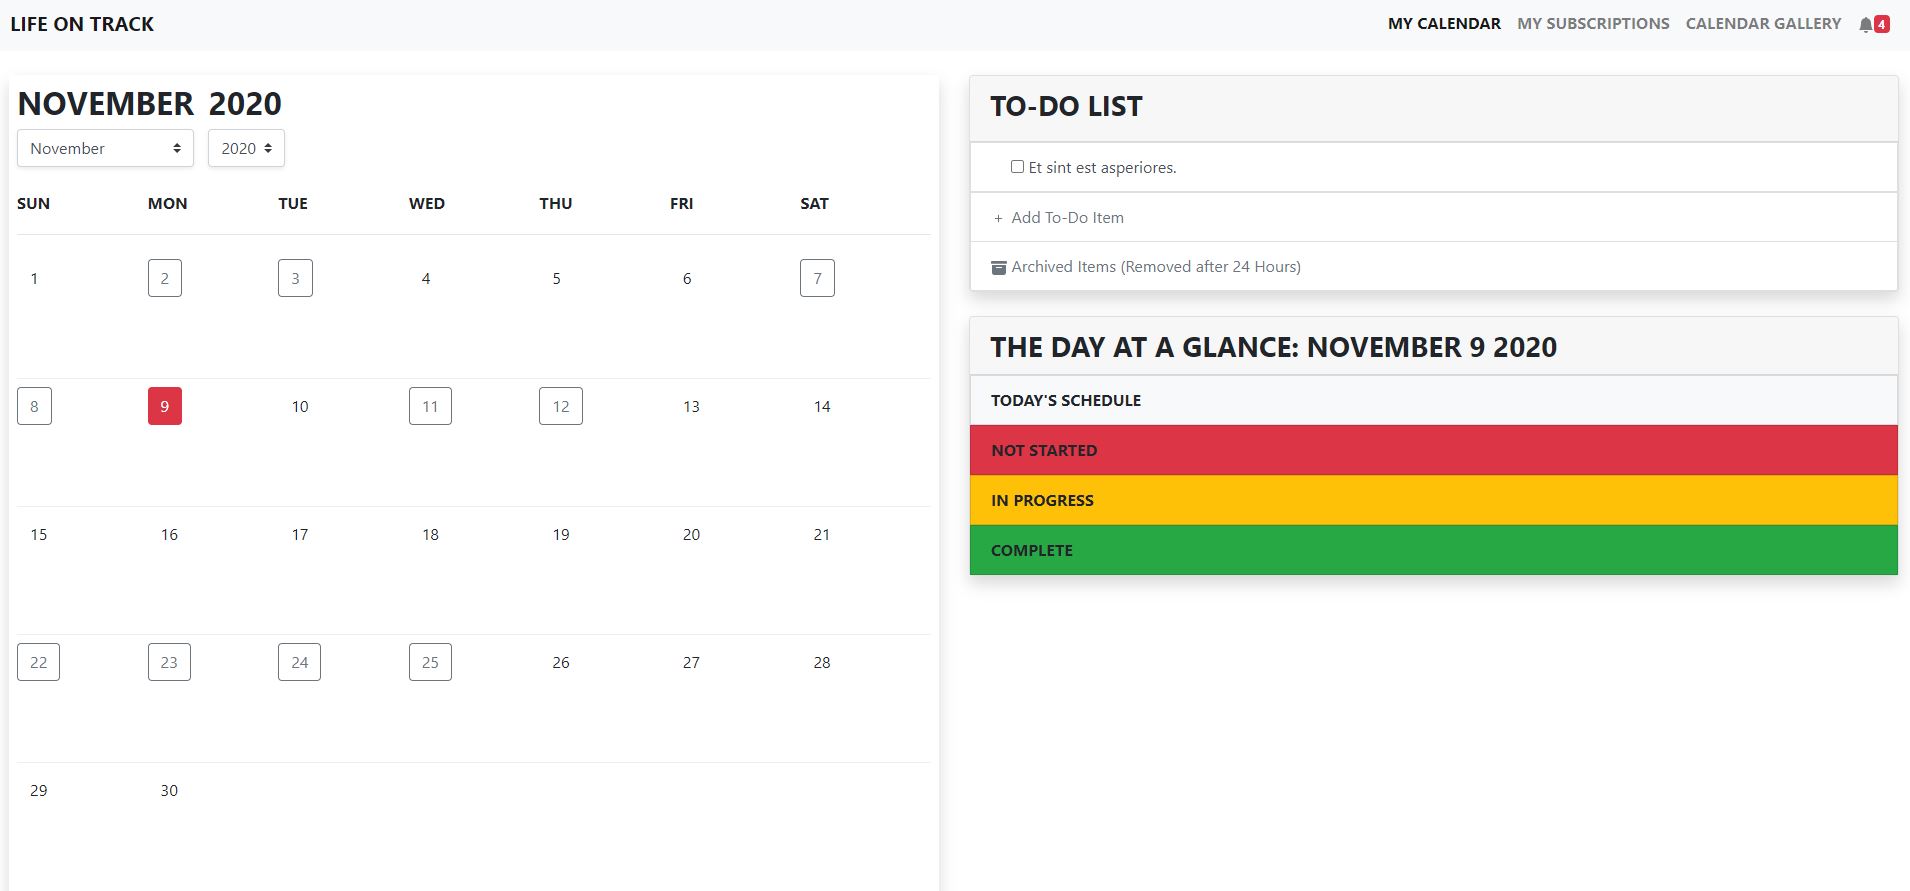 LIFE ON TRACK
MY CALENDAR MY SUBSCRIPTIONS CALENDAR GALLERY 4
NOVEMBER 2020
November 2020
SUN MON TUE WED THU FRI SAT
1 2 3 4 5 6 7
8 9 10 11 12 13 14
15 16 17 18 19 20 21
22 23 24 25 26 27 28
29 30
TO-DO LIST
Et sint est asperiores.
+ Add To-Do Item
Archived Items (Removed after 24 Hours)
THE DAY AT A GLANCE: NOVEMBER 9 2020
TODAY'S SCHEDULE
NOT STARTED
IN PROGRESS
COMPLETE